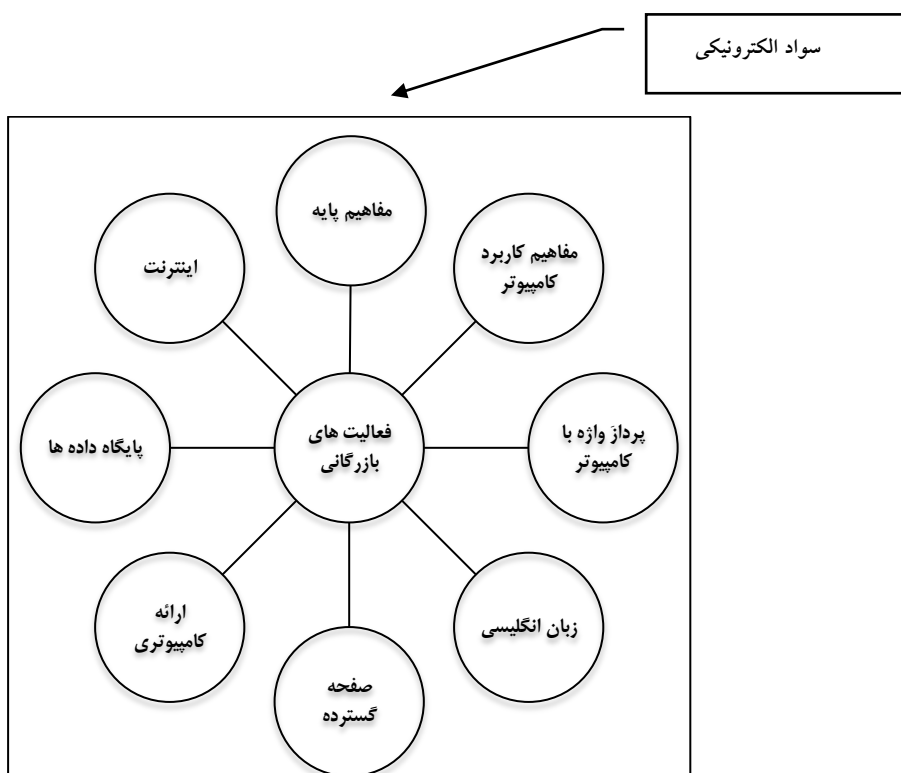 سواد الکترونیکی
مفاهیم پایه
مفاهیم کاربرد
کامپیوتر
اینترنت
پرداز واژه با
کامپیوتر
فعالیت های
بازرگانی
پایگاه داده ها
زبان انگلیسی
ارائه
کامپیوتری
صفحه
گسترده